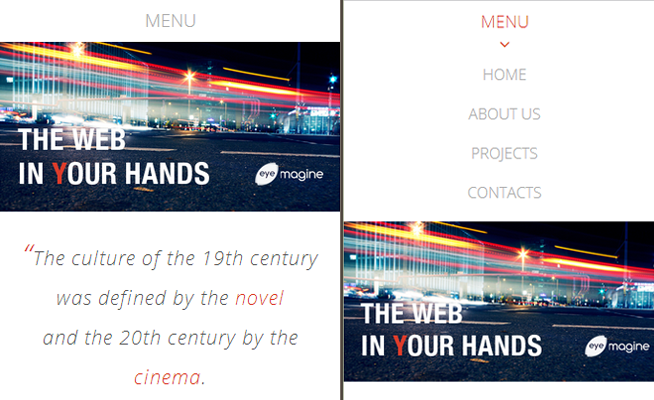 MENU
THE WEB
IN YOUR HANDS
eye magine
“The culture of the 19th century
was defined by the novel
and the 20th century by the
cinema.
MENU
HOME
ABOUT US
PROJECTS
CONTACTS
THE WEB
IN YOUR HANDS
eye magine